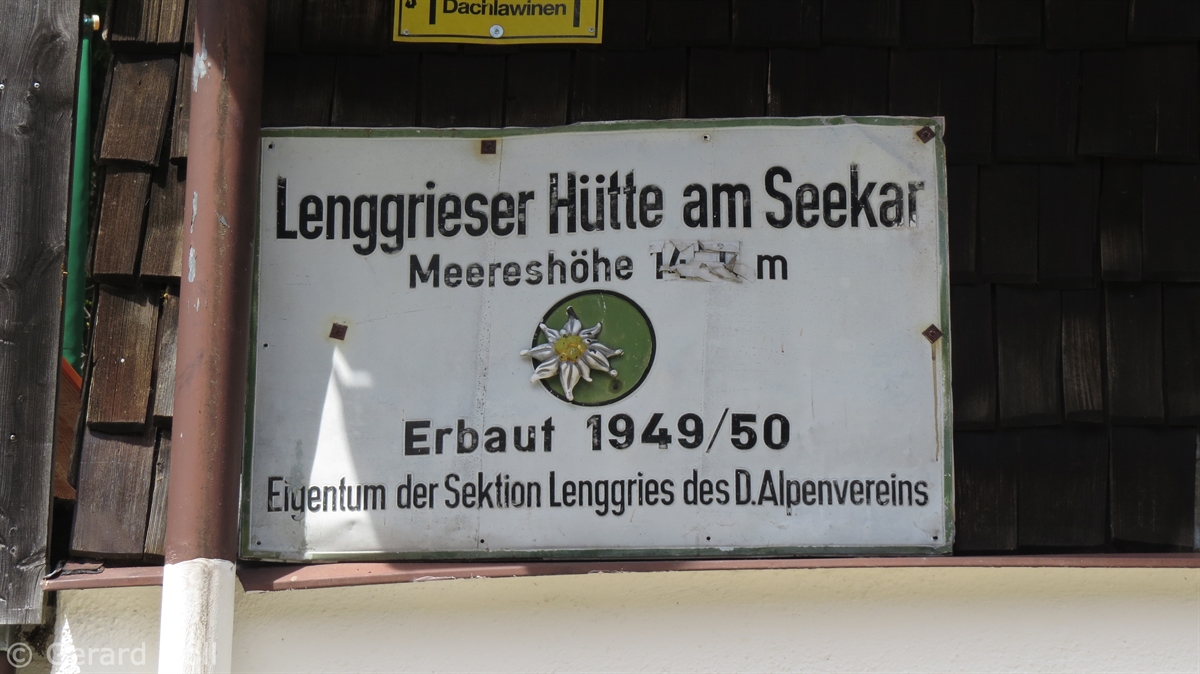 Dachlawinen
Lenggrieser Hütte am Seekar
Meereshöhe m
Erbaut 1949/50
Eigentum der Sektion Lenggries des D.Alpenvereins
© Gerard